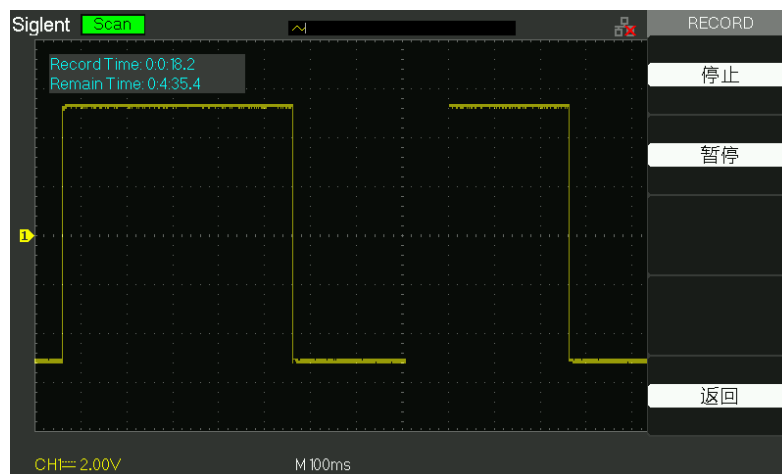 Siglent Scan
RECORD
Record Time: 0:0:18.2
Remain Time: 0:4:35.4
停止
暂停
1
返回
CH1 2.00V
M 100ms